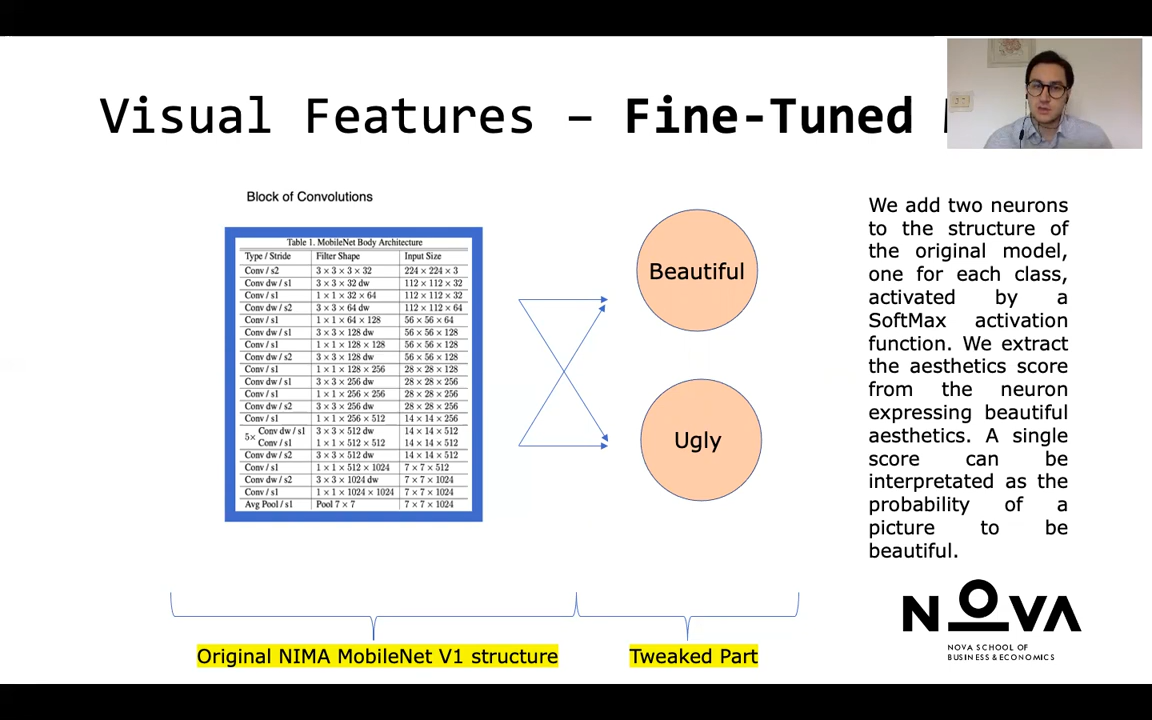 Visual Features – Fine-Tuned
Block of Convolutions
Table 1. MobileNet Body Architecture
Type / Stride Filter Shape Input Size
Conv / s2 3 × 3 × 3 × 32 224 × 224 × 3
Conv dw / s1 3 × 3 × 32 dw 112 × 112 × 32
Conv / s1 1 × 1 × 32 × 64 112 × 112 × 32
Conv dw / s2 3 × 3 × 64 dw 112 × 112 × 64
Conv / s1 1 × 1 × 64 × 128 56 × 56 × 64
Conv dw / s1 3 × 3 × 128 dw 56 × 56 × 128
Conv / s1 1 × 1 × 128 × 128 56 × 56 × 128
Conv dw / s2 3 × 3 × 128 dw 56 × 56 × 128
Conv / s1 1 × 1 × 128 × 256 28 × 28 × 128
Conv dw / s1 3 × 3 × 256 dw 28 × 28 × 256
Conv / s1 1 × 1 × 256 × 256 28 × 28 × 256
Conv dw / s2 3 × 3 × 256 dw 28 × 28 × 256
Conv / s1 1 × 1 × 256 × 512 14 × 14 × 256
5× Conv dw / s1 3 × 3 × 512 dw 14 × 14 × 512
Conv / s1 1 × 1 × 512 × 512 14 × 14 × 512
Conv dw / s2 3 × 3 × 512 dw 14 × 14 × 512
Conv / s1 1 × 1 × 512 × 1024 7 × 7 × 512
Conv dw / s2 3 × 3 × 1024 dw 7 × 7 × 1024
Conv / s1 1 × 1 × 1024 × 1024 7 × 7 × 1024
Avg Pool / s1 Pool 7 × 7 7 × 7 × 1024
Beautiful
Ugly
We add two neurons
to the structure of
the original model,
one for each class,
activated by a
SoftMax activation
function. We extract
the aesthetics score
from the neuron
expressing beautiful
aesthetics. A single
score can be
interpretated as the
probability of a
picture to be
beautiful.
Original NIMA MobileNet V1 structure
Tweaked Part
NOVA
NOVA SCHOOL OF
BUSINESS & ECONOMICS